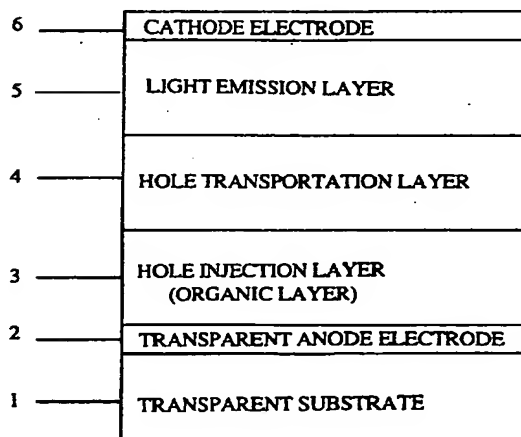 6 CATHODE ELECTRODE
5 LIGHT EMISSION LAYER
4 HOLE TRANSPORTATION LAYER
3 HOLE INJECTION LAYER
(ORGANIC LAYER)
2 TRANSPARENT ANODE ELECTRODE
1 TRANSPARENT SUBSTRATE